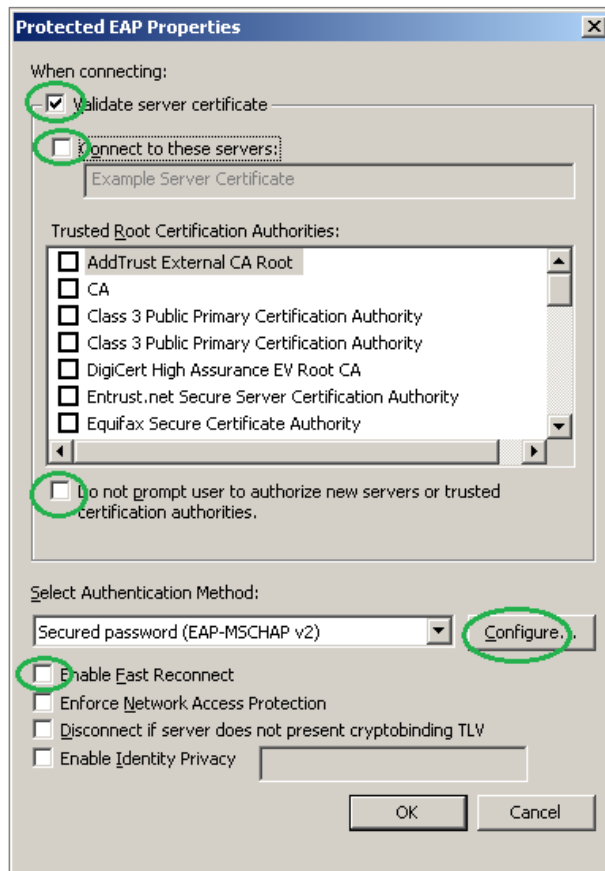 Protected EAP Properties
When connecting:
Validate server certificate
Connect to these servers:
Example Server Certificate
Trusted Root Certification Authorities:
AddTrust External CA Root
CA
Class 3 Public Primary Certification Authority
Class 3 Public Primary Certification Authority
DigiCert High Assurance EV Root CA
Entrust.net Secure Server Certification Authority
Equifax Secure Certificate Authority
Do not prompt user to authorize new servers or trusted
certification authorities.
Select Authentication Method:
Secured password (EAP-MSCHAP v2) Configure...
Enable Fast Reconnect
Enforce Network Access Protection
Disconnect if server does not present cryptobinding TLV
Enable Identity Privacy
OK Cancel